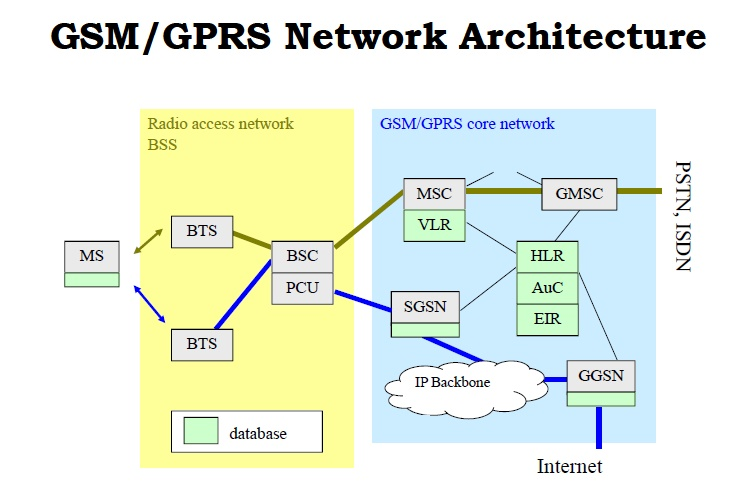 GSM/GPRS Network Architecture
Radio access network
BSS
GSM/GPRS core network
MSC
VLR
GMSC
PSTN, ISDN
BTS
MS
BSC
PCU
HLR
AuC
EIR
SGSN
BTS
IP Backbone
GGSN
database
Internet